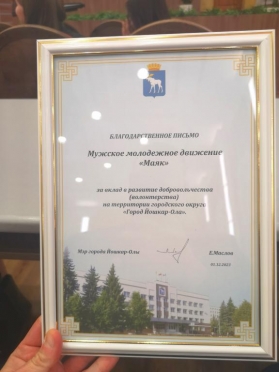 БЛАГОДАРСТВЕННОЕ ПИСЬМО
Мужское молодежное движение
«Маяк»
за вклад в развитие добровольчества
(волонтерства)
на территории городского округа
«Город Йошкар-Ола».
Мэр города Йошкар-Олы Е.Маслов